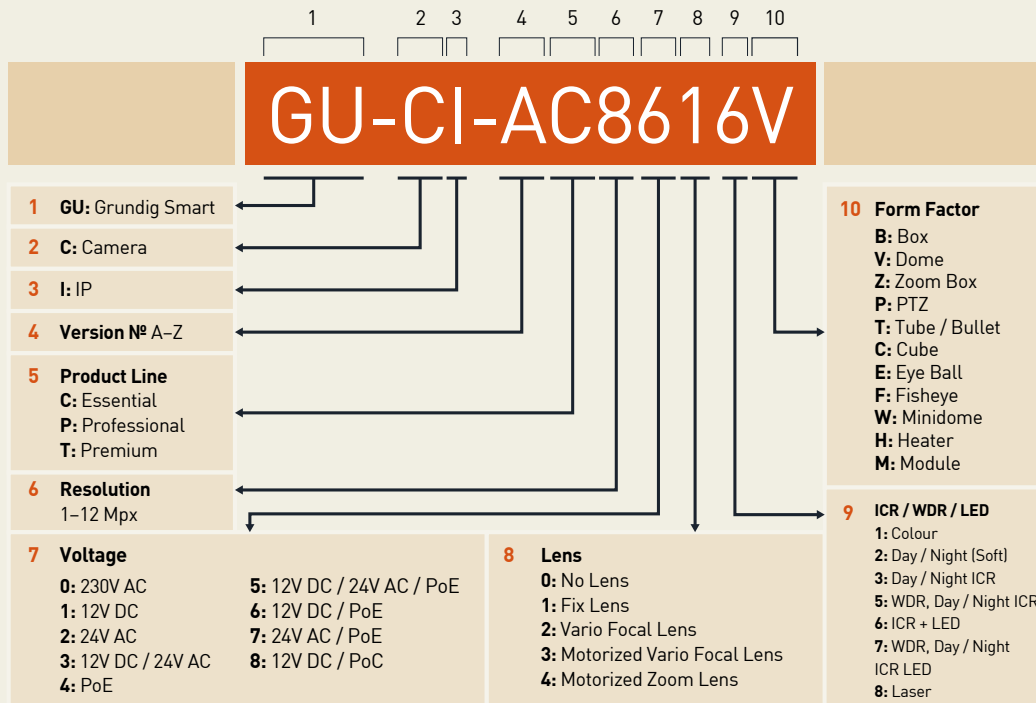 1 2 3 4 5 6 7 8 9 10
GU-CI-AC8616V
1 GU: Grundig Smart
2 C: Camera
3 I: IP
4 Version Nº A–Z
5 Product Line
C: Essential
P: Professional
T: Premium
6 Resolution
1–12 Mpx
7 Voltage
0: 230V AC
1: 12V DC
2: 24V AC
3: 12V DC / 24V AC
4: PoE
5: 12V DC / 24V AC / PoE
6: 12V DC / PoE
7: 24V AC / PoE
8: 12V DC / PoC
8 Lens
0: No Lens
1: Fix Lens
2: Vario Focal Lens
3: Motorized Vario Focal Lens
4: Motorized Zoom Lens
10 Form Factor
B: Box
V: Dome
Z: Zoom Box
P: PTZ
T: Tube / Bullet
C: Cube
E: Eye Ball
F: Fisheye
W: Minidome
H: Heater
M: Module
9 ICR / WDR / LED
1: Colour
2: Day / Night (Soft)
3: Day / Night ICR
5: WDR, Day / Night ICR
6: ICR + LED
7: WDR, Day / Night
ICR LED
8: Laser